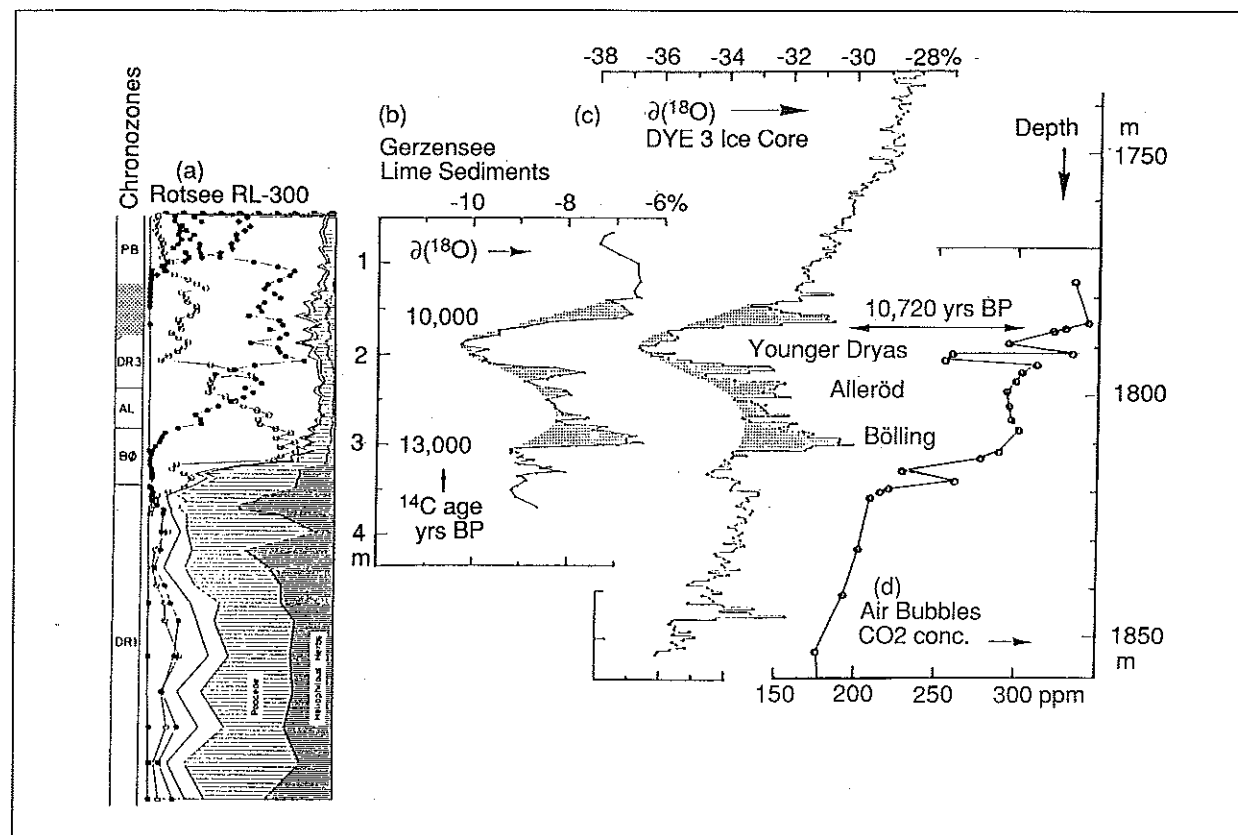 Chronozones
(a)
Rotsee RL-300
PB
DR3
AL
BØ
DR1
Poaceae
Heliophilous Herbs
(b)
Gerzensee
Lime Sediments
-10 -8 -6%
∂(¹⁸O)
10,000
13,000
¹⁴C age
yrs BP
1
2
3
4
m
-38 -36 -34 -32 -30 -28%
(c)
∂(¹⁸O)
DYE 3 Ice Core
10,720 yrs BP
Younger Dryas
Alleröd
Bölling
(d)
Air Bubbles
CO2 conc.
150 200 250 300 ppm
Depth
m
1750
1800
1850
m